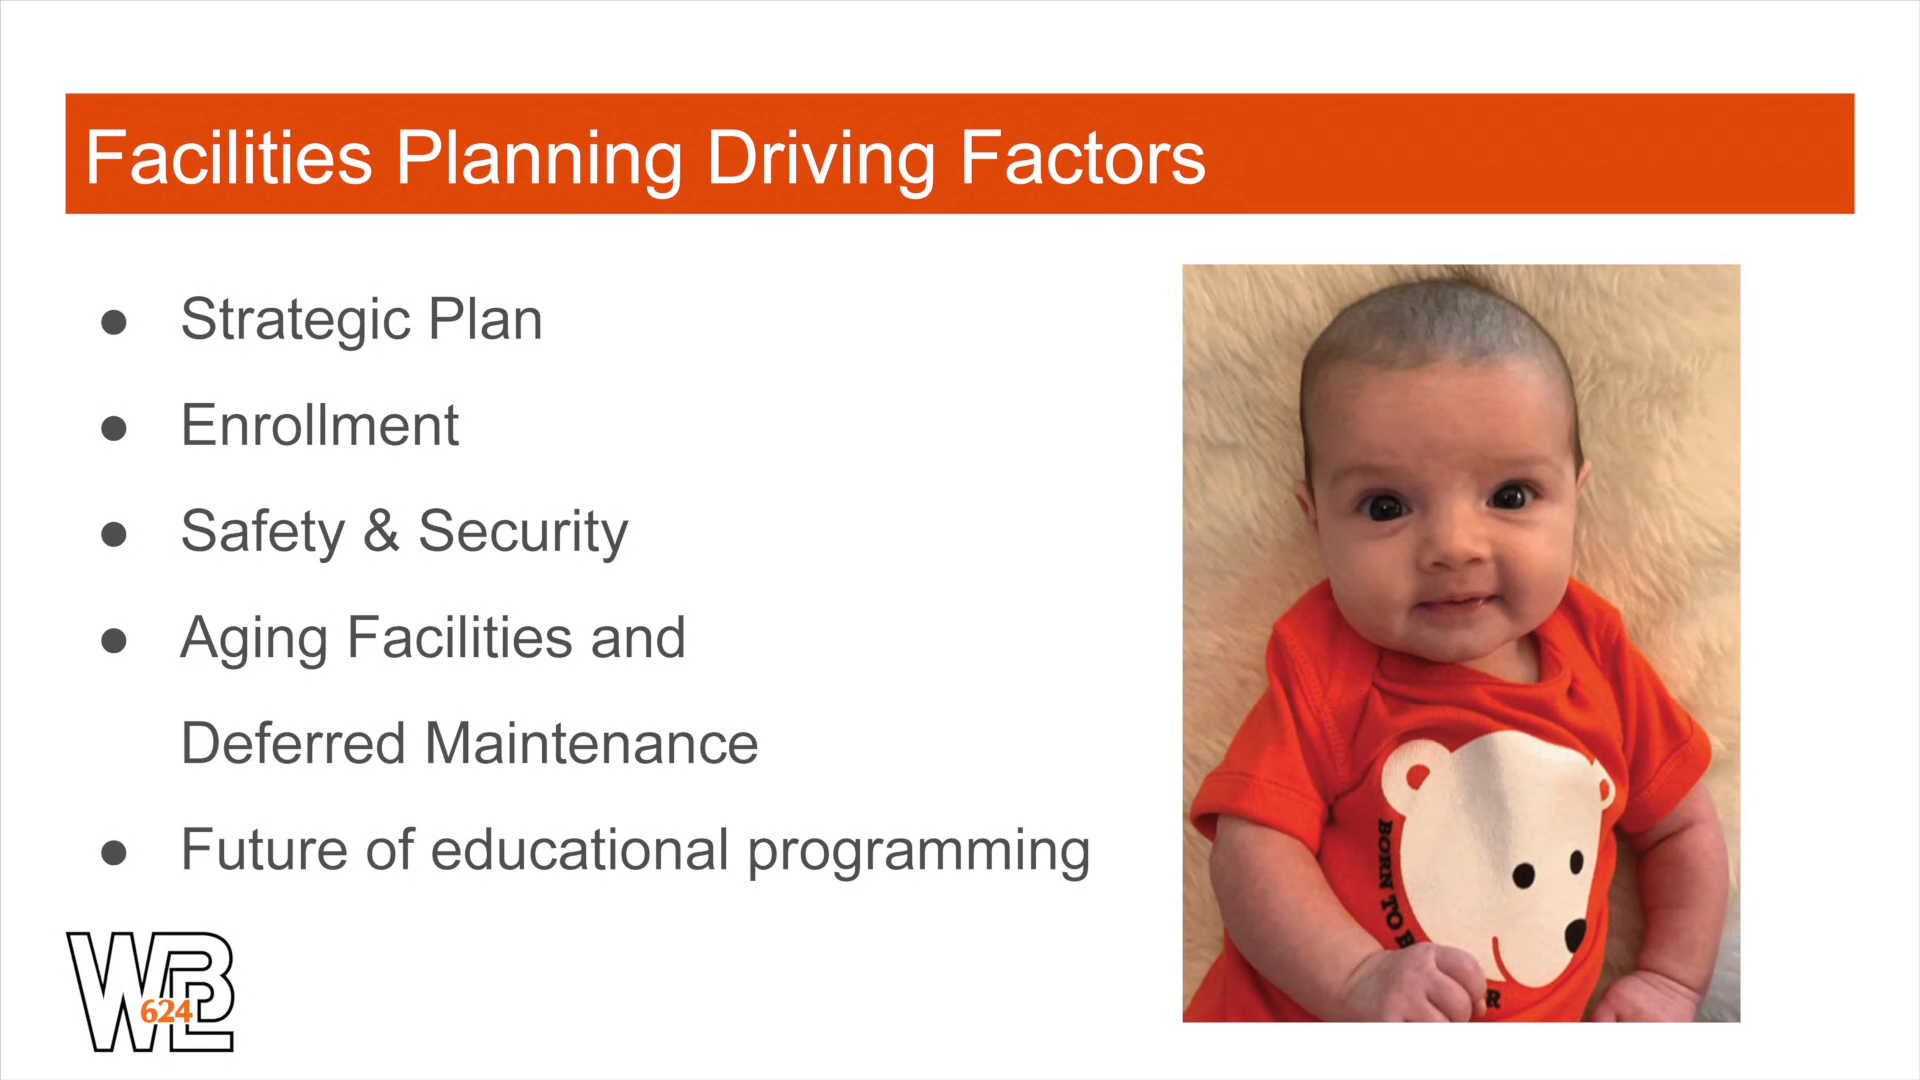 Facilities Planning Driving Factors
● Strategic Plan
● Enrollment
● Safety & Security
● Aging Facilities and
Deferred Maintenance
● Future of educational programming
BORN TO B
R
WBL
624